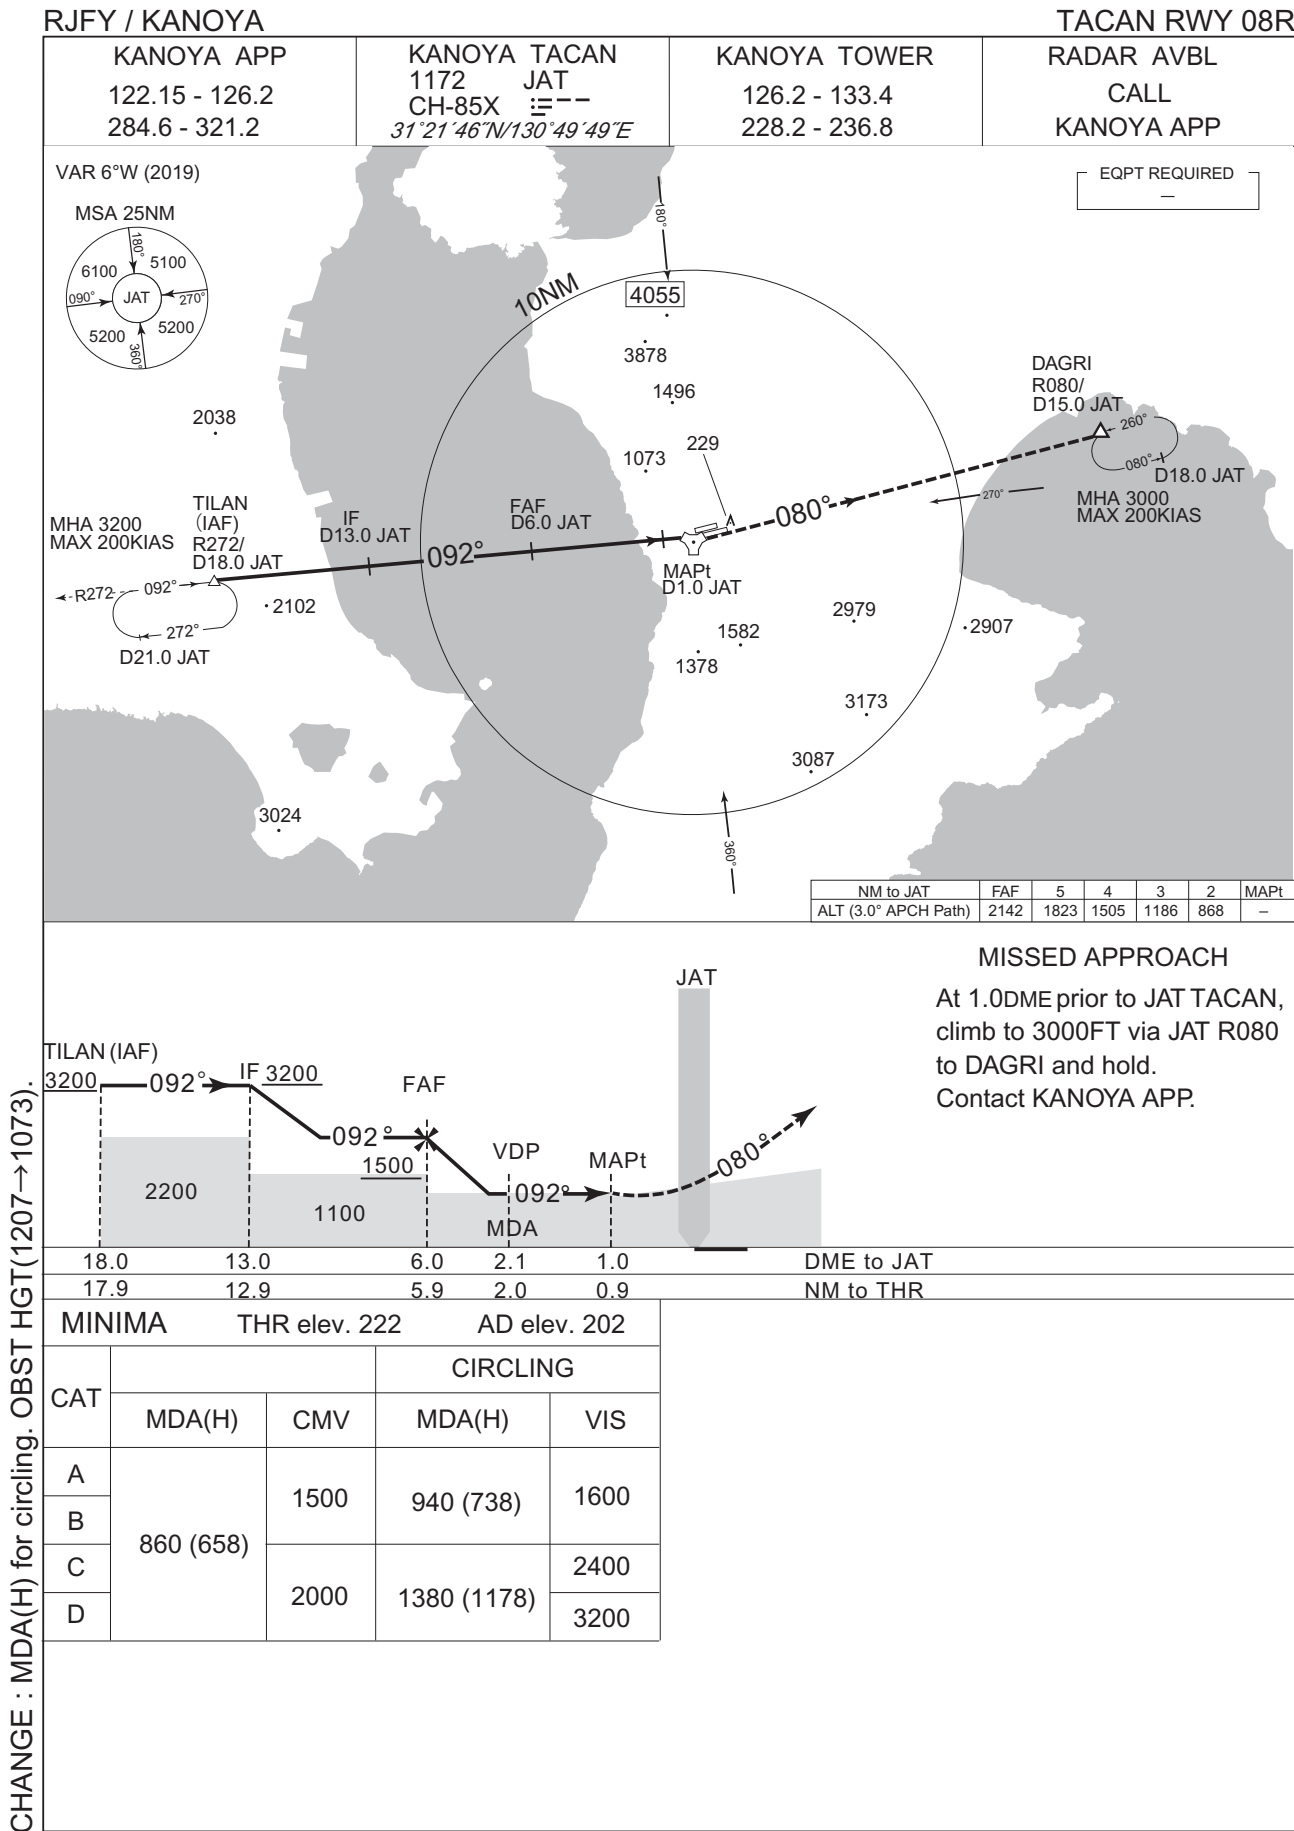 RJFY / KANOYA
TACAN RWY 08R
KANOYA APP
122.15 - 126.2
284.6 - 321.2
KANOYA TACAN
1172 JAT
CH-85X
31°21´46˝N/130°49´49˝E
KANOYA TOWER
126.2 - 133.4
228.2 - 236.8
RADAR AVBL
CALL
KANOYA APP
VAR 6°W (2019)
MSA 25NM
180°
6100
5100
090°
JAT
270°
5200
5200
360°
EQPT REQUIRED
–
180°
10NM
4055
3878
1496
229
1073
2038
DAGRI
R080/
D15.0 JAT
260°
080°
D18.0 JAT
270°
MHA 3000
MAX 200KIAS
080°
MHA 3200
MAX 200KIAS
TILAN
(IAF)
R272/
D18.0 JAT
IF
D13.0 JAT
FAF
D6.0 JAT
092°
MAPt
D1.0 JAT
R272
092°
272°
D21.0 JAT
2102
2979
2907
1582
1378
3173
3087
3024
360°
NM to JAT FAF 5 4 3 2 MAPt
ALT (3.0° APCH Path) 2142 1823 1505 1186 868 –
MISSED APPROACH
At 1.0DME prior to JAT TACAN,
climb to 3000FT via JAT R080
to DAGRI and hold.
Contact KANOYA APP.
JAT
TILAN (IAF)
3200
092°
IF 3200
FAF
092°
1500
VDP
MAPt
080°
092°
2200
1100
MDA
18.0 13.0 6.0 2.1 1.0 DME to JAT
17.9 12.9 5.9 2.0 0.9 NM to THR
MINIMA THR elev. 222 AD elev. 202
CAT
CIRCLING
MDA(H) CMV MDA(H) VIS
A
B
C
D
860 (658)
1500
2000
940 (738)
1380 (1178)
1600
2400
3200
CHANGE : MDA(H) for circling. OBST HGT(1207→1073).